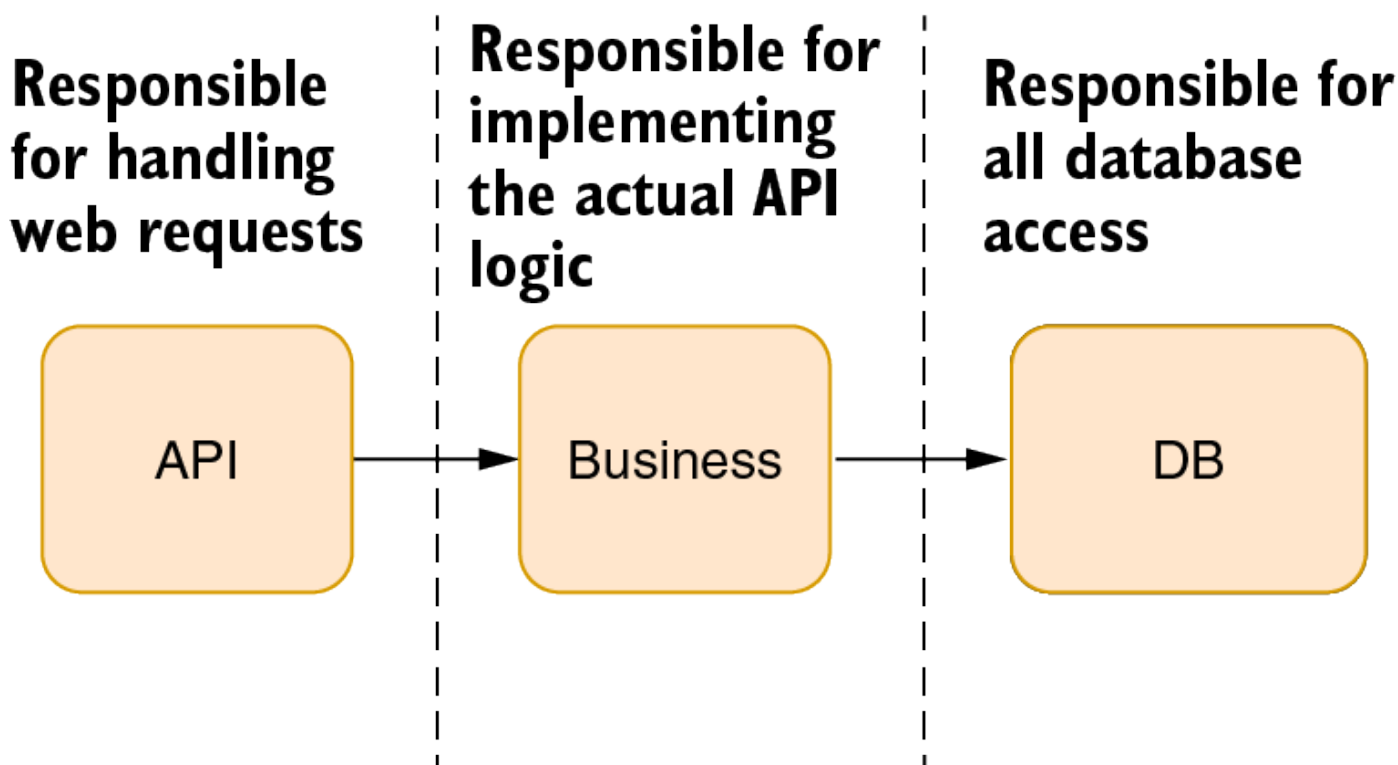 Responsible
for handling
web requests
Responsible for
implementing
the actual API
logic
Responsible for
all database
access
API
Business
DB